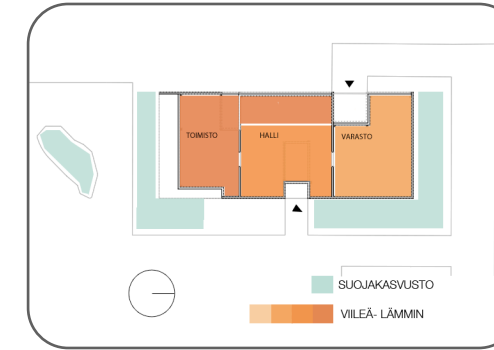 TOIMISTO
HALLI
VARASTO
SUOJAKASVUSTO
VIILEÄ- LÄMMIN